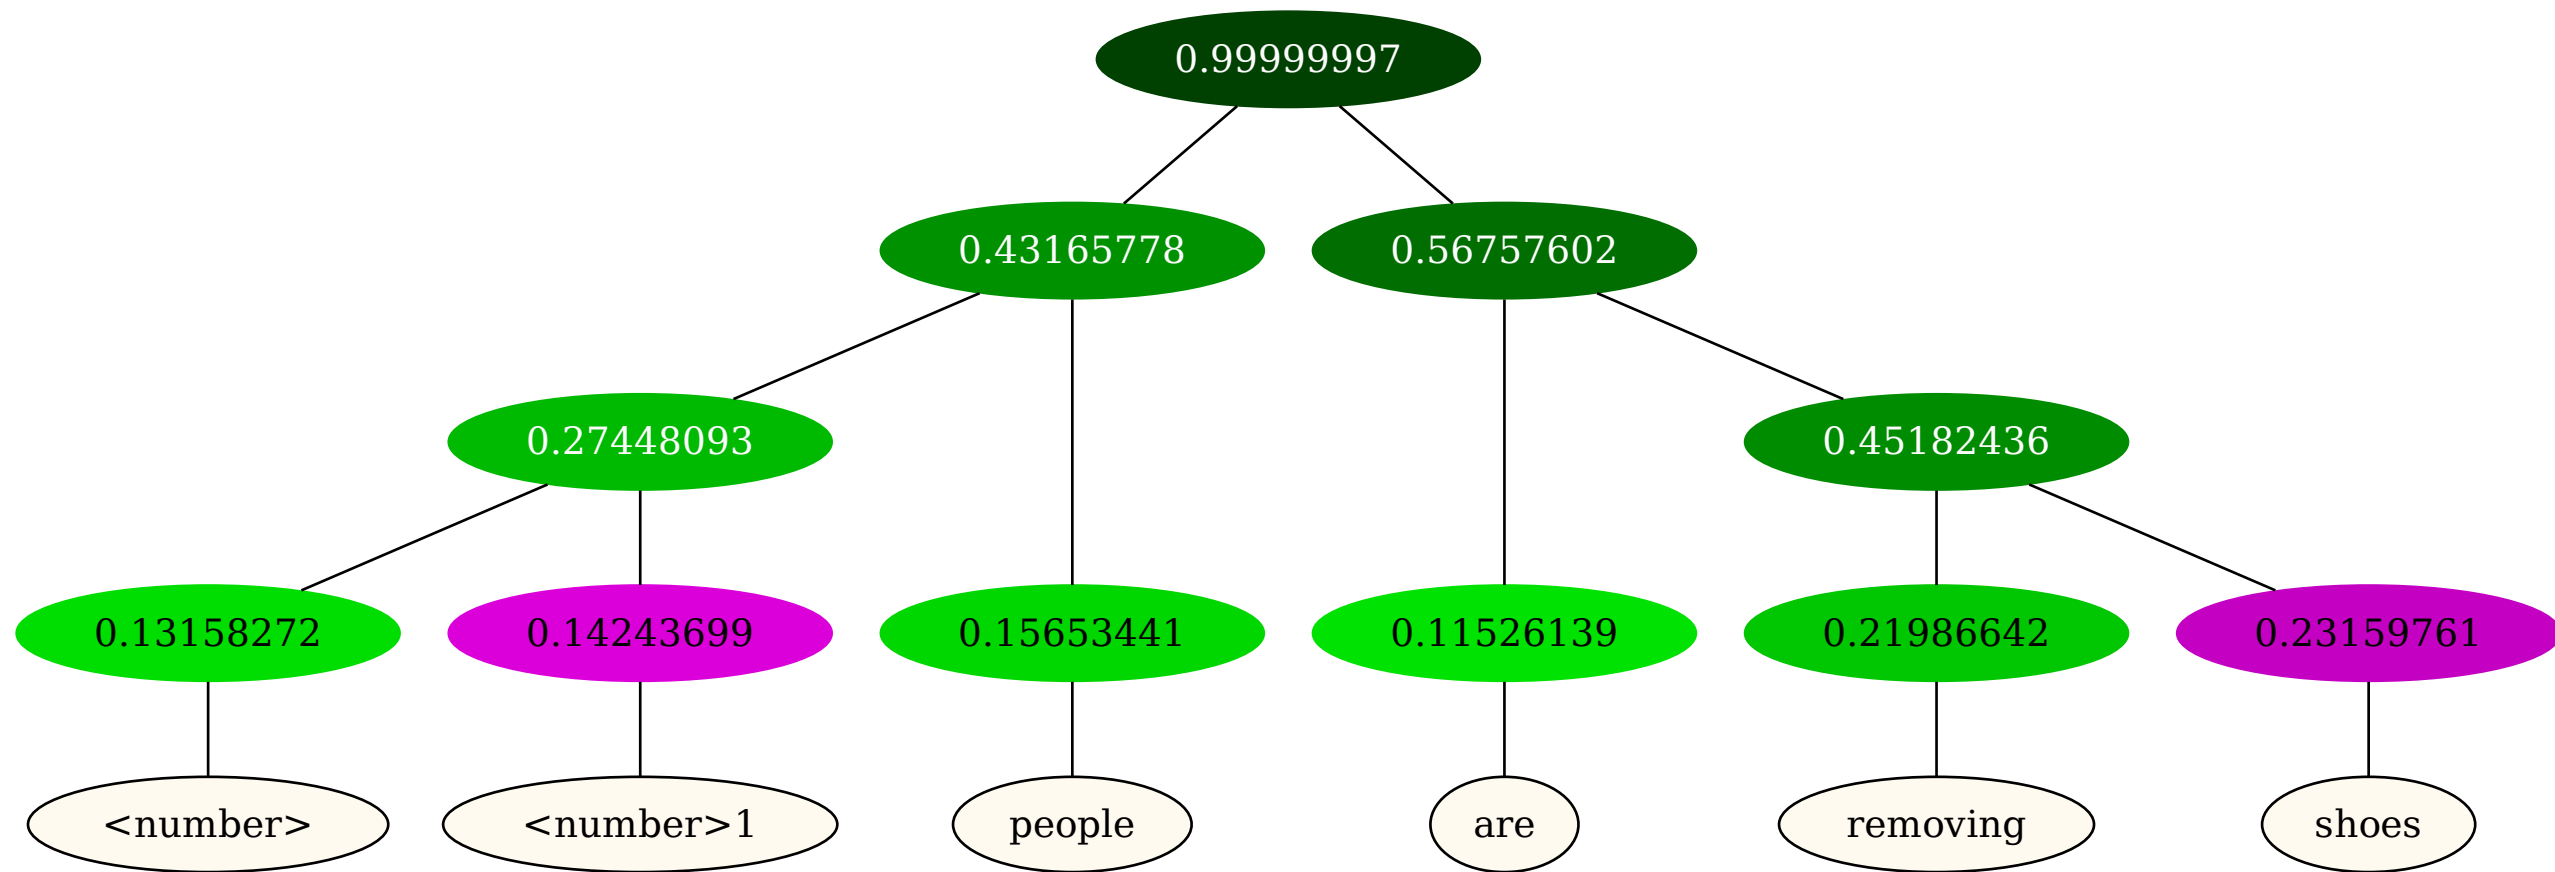 0.99999997
0.43165778 0.56757602
0.27448093 0.45182436
0.13158272 0.14243699 0.15653441 0.11526139 0.21986642 0.23159761
<number> <number>1 people are removing shoes